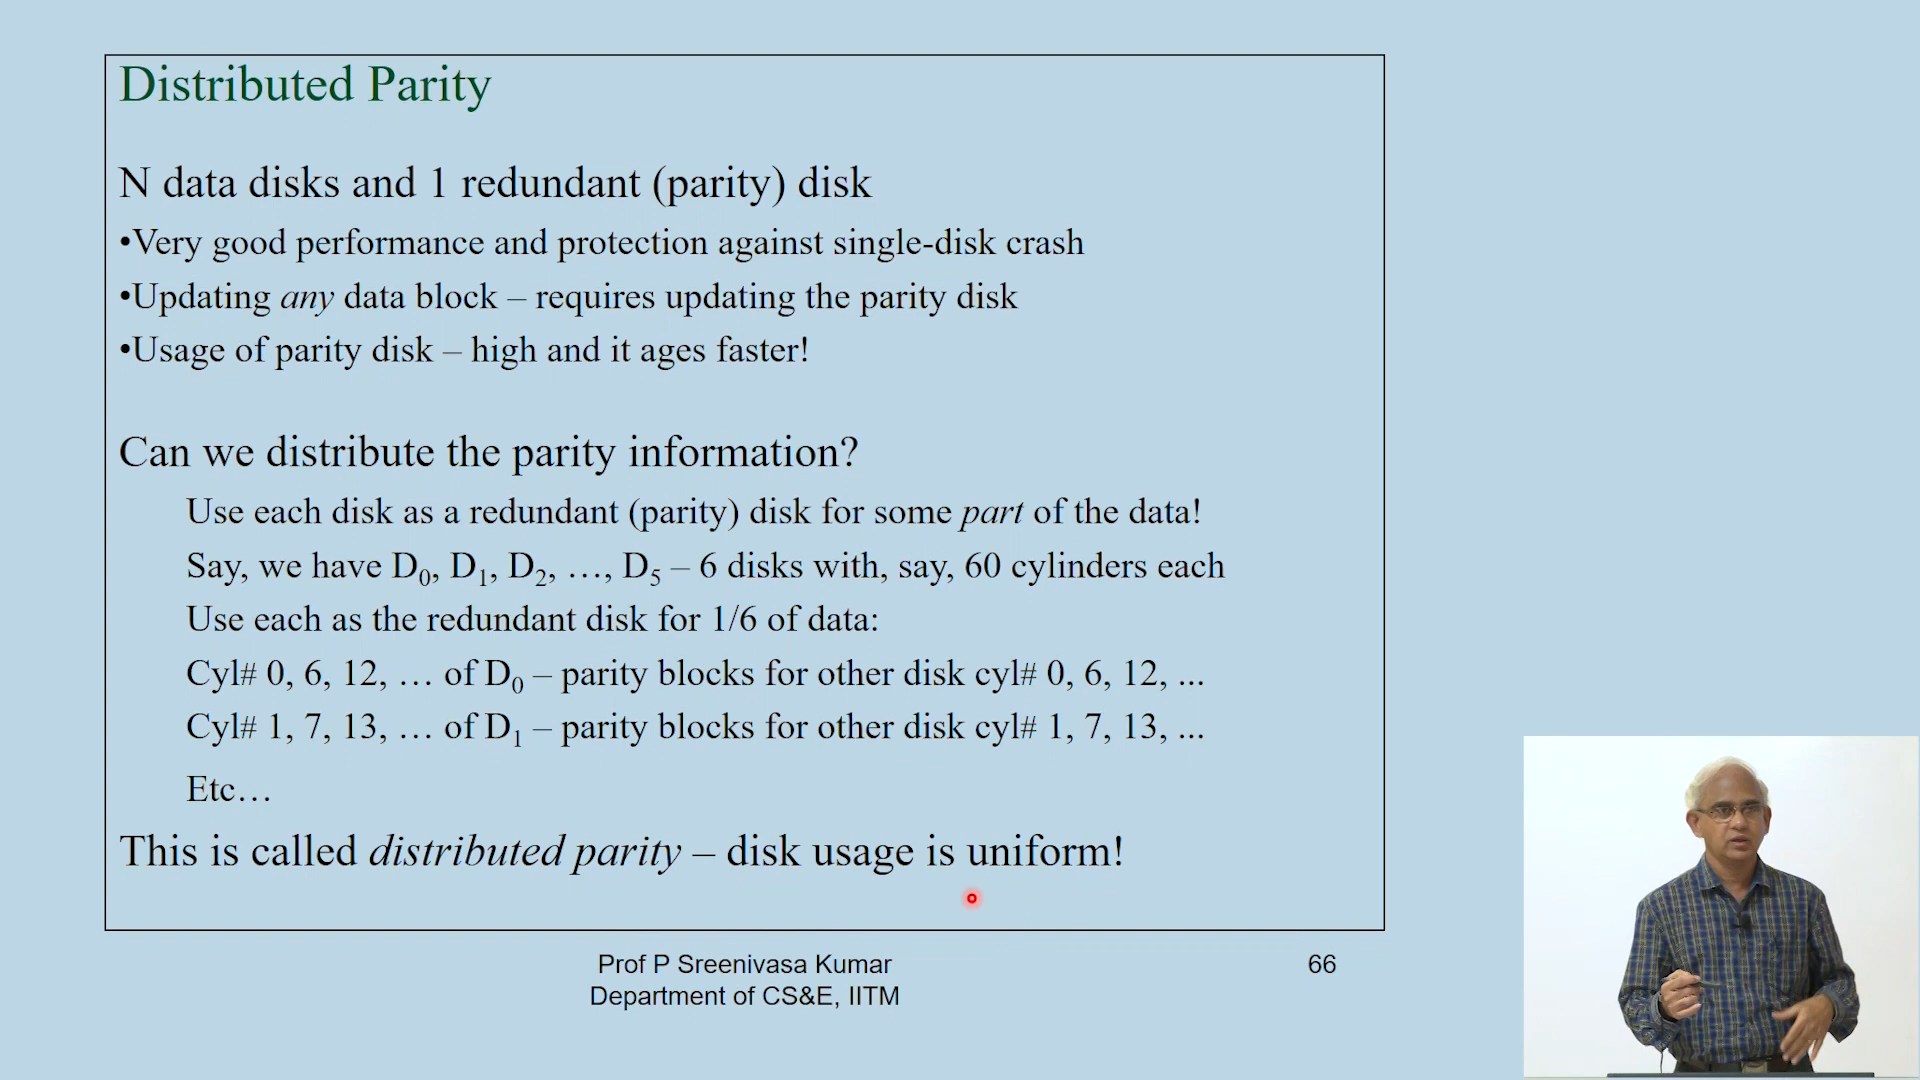 Distributed Parity
N data disks and 1 redundant (parity) disk
•Very good performance and protection against single-disk crash
•Updating any data block – requires updating the parity disk
•Usage of parity disk – high and it ages faster!
Can we distribute the parity information?
Use each disk as a redundant (parity) disk for some part of the data!
Say, we have D0, D1, D2, …, D5 – 6 disks with, say, 60 cylinders each
Use each as the redundant disk for 1/6 of data:
Cyl# 0, 6, 12, … of D0 – parity blocks for other disk cyl# 0, 6, 12, ...
Cyl# 1, 7, 13, … of D1 – parity blocks for other disk cyl# 1, 7, 13, ...
Etc…
This is called distributed parity – disk usage is uniform!
Prof P Sreenivasa Kumar
Department of CS&E, IITM
66